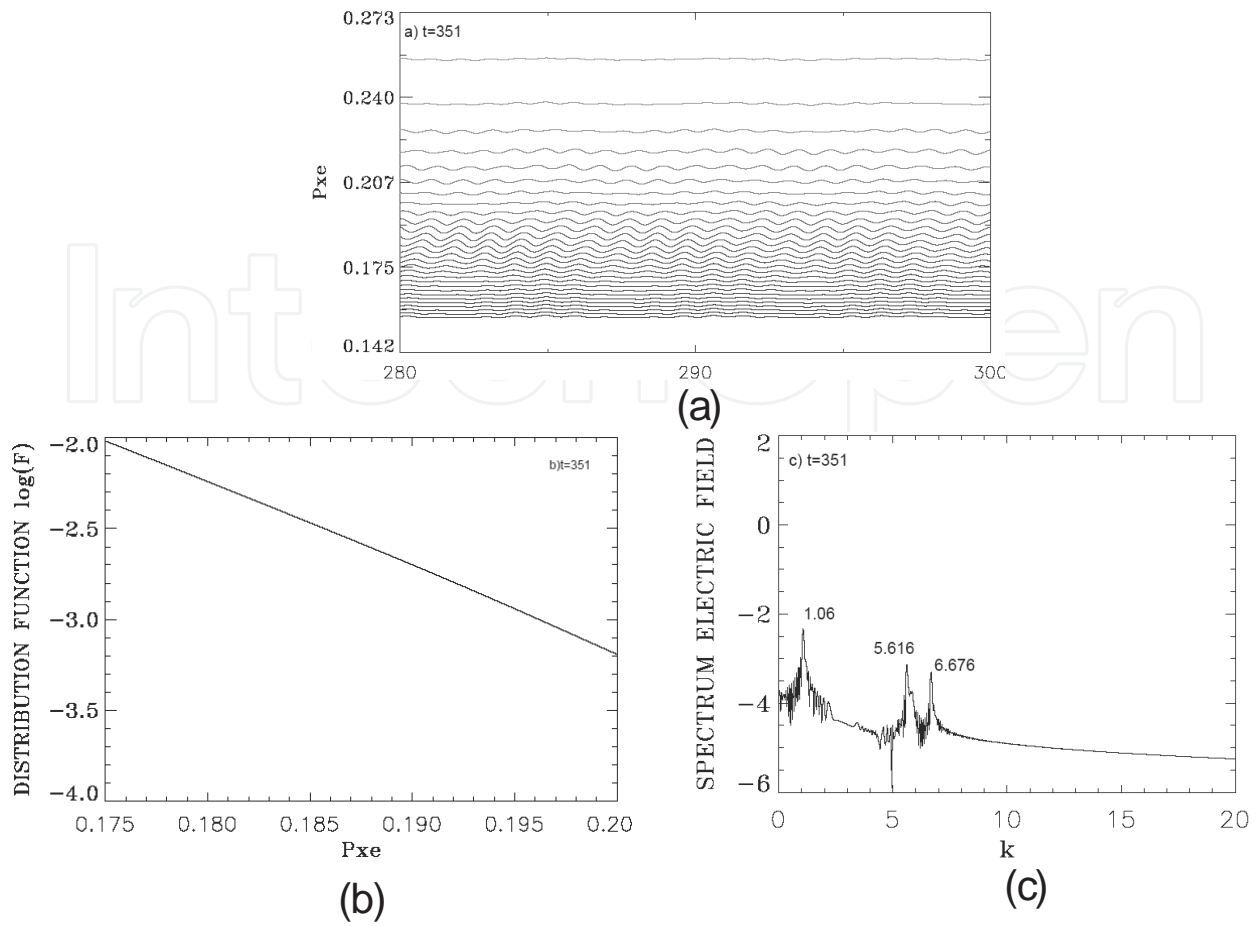 0.273
a) t=351
0.240
Pxe
0.207
0.175
0.142
280 290 300
(a)
IntechOpen
DISTRIBUTION FUNCTION log(F)
−2.0
b)t=351
−2.5
−3.0
−3.5
−4.0
0.175 0.180 0.185 0.190 0.195 0.20
Pxe
(b)
SPECTRUM ELECTRIC FIELD
2
c) t=351
0
−2
1.06
5.616
6.676
−4
−6
0 5 10 15 20
k
(c)